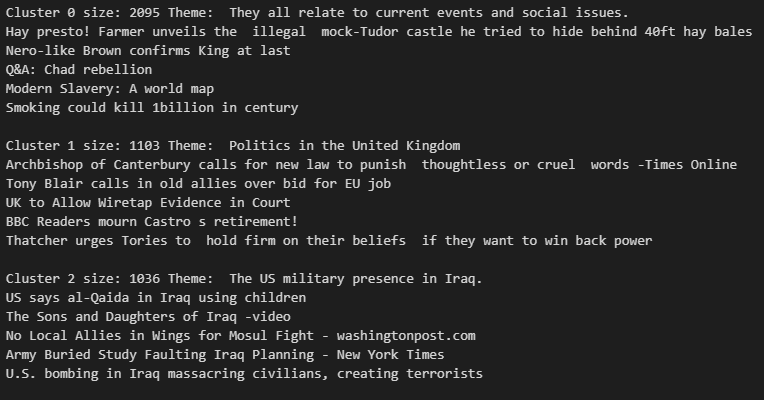 Cluster 0 size: 2095 Theme:  They all relate to current events and social issues.
Hay presto! Farmer unveils the  illegal  mock-Tudor castle he tried to hide behind 40ft hay bales
Nero-like Brown confirms King at last
Q&A: Chad rebellion
Modern Slavery: A world map
Smoking could kill 1billion in century
Cluster 1 size: 1103 Theme:  Politics in the United Kingdom
Archbishop of Canterbury calls for new law to punish  thoughtless or cruel  words -Times Online
Tony Blair calls in old allies over bid for EU job
UK to Allow Wiretap Evidence in Court
BBC Readers mourn Castro s retirement!
Thatcher urges Tories to  hold firm on their beliefs  if they want to win back power
Cluster 2 size: 1036 Theme:  The US military presence in Iraq.
US says al-Qaida in Iraq using children
The Sons and Daughters of Iraq -video
No Local Allies in Wings for Mosul Fight - washingtonpost.com
Army Buried Study Faulting Iraq Planning - New York Times
U.S. bombing in Iraq massacring civilians, creating terrorists